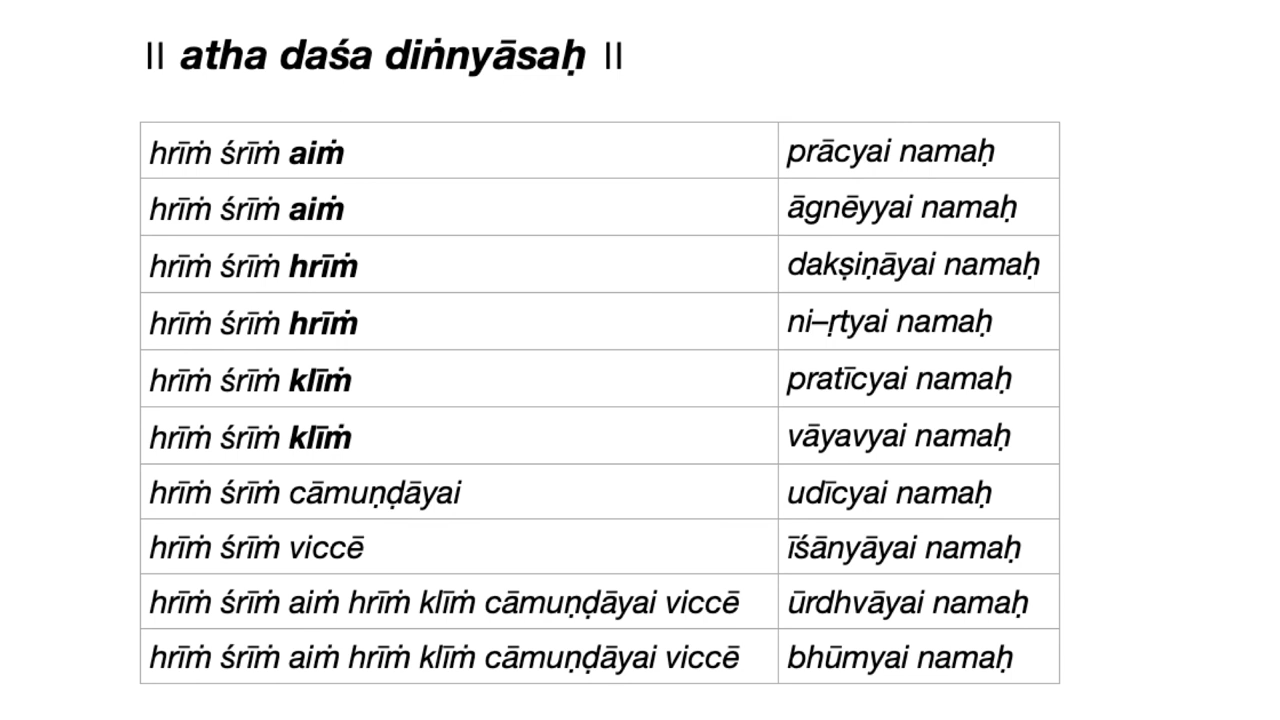 || atha daśa diṅnyāsaḥ ||
hrīṁ śrīṁ aiṁ prācyai namaḥ
hrīṁ śrīṁ aiṁ āgnēyyai namaḥ
hrīṁ śrīṁ hrīṁ dakṣiṇāyai namaḥ
hrīṁ śrīṁ hrīṁ ni–ṛtyai namaḥ
hrīṁ śrīṁ klīṁ pratīcyai namaḥ
hrīṁ śrīṁ klīṁ vāyavyai namaḥ
hrīṁ śrīṁ cāmuṇḍāyai udīcyai namaḥ
hrīṁ śrīṁ viccē īśānyāyai namaḥ
hrīṁ śrīṁ aiṁ hrīṁ klīṁ cāmuṇḍāyai viccē ūrdhvāyai namaḥ
hrīṁ śrīṁ aiṁ hrīṁ klīṁ cāmuṇḍāyai viccē bhūmyai namaḥ